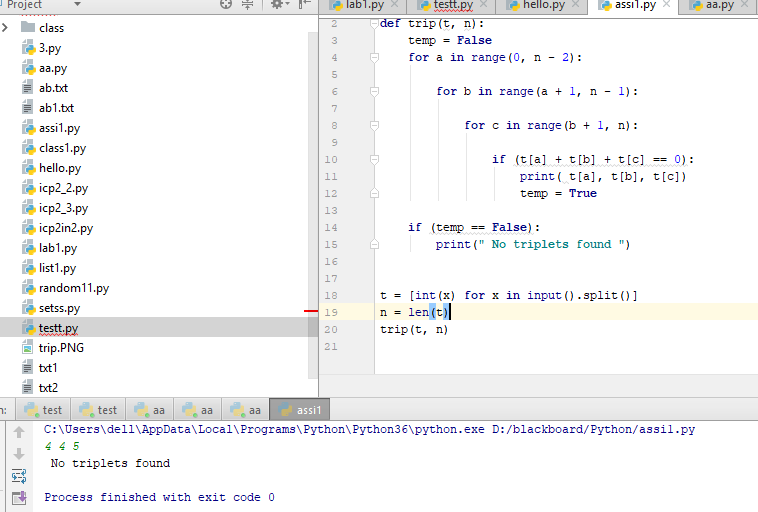 Project
lab1.py
testt.py
hello.py
assi1.py
aa.py
class
3.py
aa.py
ab.txt
ab1.txt
assi1.py
class1.py
hello.py
icp2_2.py
icp2_3.py
icp2in2.py
lab1.py
list1.py
random11.py
setss.py
testt.py
trip.PNG
txt1
txt2
2 def trip(t, n):
3 temp = False
4 for a in range(0, n - 2):
5
6 for b in range(a + 1, n - 1):
7
8 for c in range(b + 1, n):
9
10 if (t[a] + t[b] + t[c] == 0):
11 print( t[a], t[b], t[c])
12 temp = True
13
14 if (temp == False):
15 print(" No triplets found ")
16
17
18 t = [int(x) for x in input().split()]
19 n = len(t)
20 trip(t, n)
21
n: test test aa aa aa assi1
C:\Users\dell\AppData\Local\Programs\Python\Python36\python.exe D:/blackboard/Python/assi1.py
4 4 5
No triplets found
Process finished with exit code 0